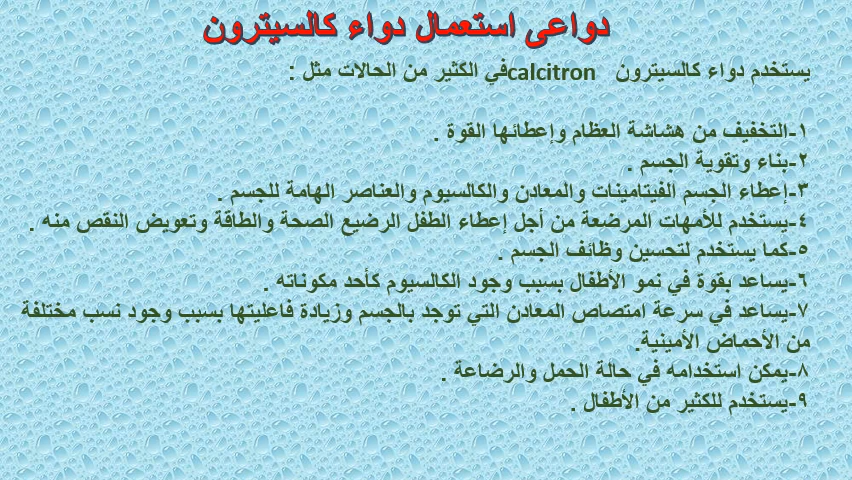 دواعى استعمال دواء كالسيترون
يستخدم دواء كالسيترون calcitronفي الكثير من الحالات مثل :
١-التخفيف من هشاشة العظام وإعطائها القوة .
٢-بناء وتقوية الجسم .
٣-إعطاء الجسم الفيتامينات والمعادن والكالسيوم والعناصر الهامة للجسم .
٤-يستخدم للأمهات المرضعة من أجل إعطاء الطفل الرضيع الصحة والطاقة وتعويض النقص منه .
٥-كما يستخدم لتحسين وظائف الجسم .
٦-يساعد بقوة في نمو الأطفال بسبب وجود الكالسيوم كأحد مكوناته .
٧-يساعد في سرعة امتصاص المعادن التي توجد بالجسم وزيادة فاعليتها بسبب وجود نسب مختلفة
من الأحماض الأمينية.
٨-يمكن استخدامه في حالة الحمل والرضاعة .
٩-يستخدم للكثير من الأطفال .